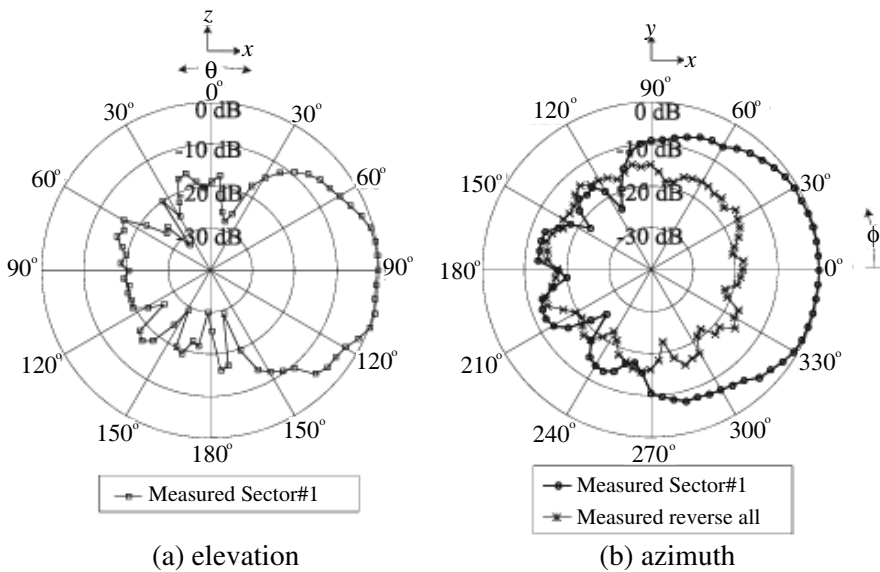 z
x
θ
0°
30°
30°
60°
60°
90°
90°
120°
120°
150°
150°
180°
0 dB
-10 dB
20 dB
-30 dB
Measured Sector#1
(a) elevation
y
x
90°
120°
60°
150°
30°
180°
0°
ϕ
210°
330°
240°
300°
270°
0 dB
-10 dB
20 dB
-30 dB
Measured Sector#1
Measured reverse all
(b) azimuth